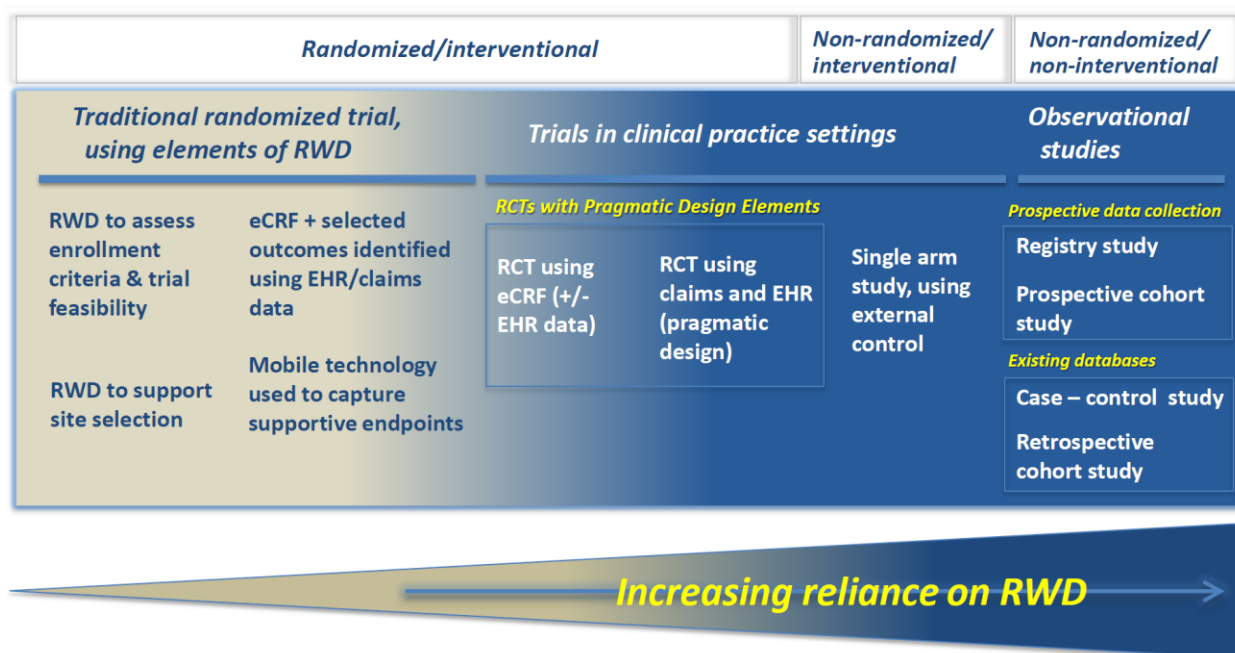 Randomized/interventional
Non-randomized/
interventional
Non-randomized/
non-interventional
Traditional randomized trial,
using elements of RWD
Trials in clinical practice settings
Observational
studies
RWD to assess
enrollment
criteria & trial
feasibility
RWD to support
site selection
eCRF + selected
outcomes identified
using EHR/claims
data
Mobile technology
used to capture
supportive endpoints
RCTs with Pragmatic Design Elements
RCT using
eCRF (+/-
EHR data)
RCT using
claims and EHR
(pragmatic
design)
Single arm
study, using
external
control
Prospective data collection
Registry study
Prospective cohort
study
Existing databases
Case – control study
Retrospective
cohort study
Increasing reliance on RWD